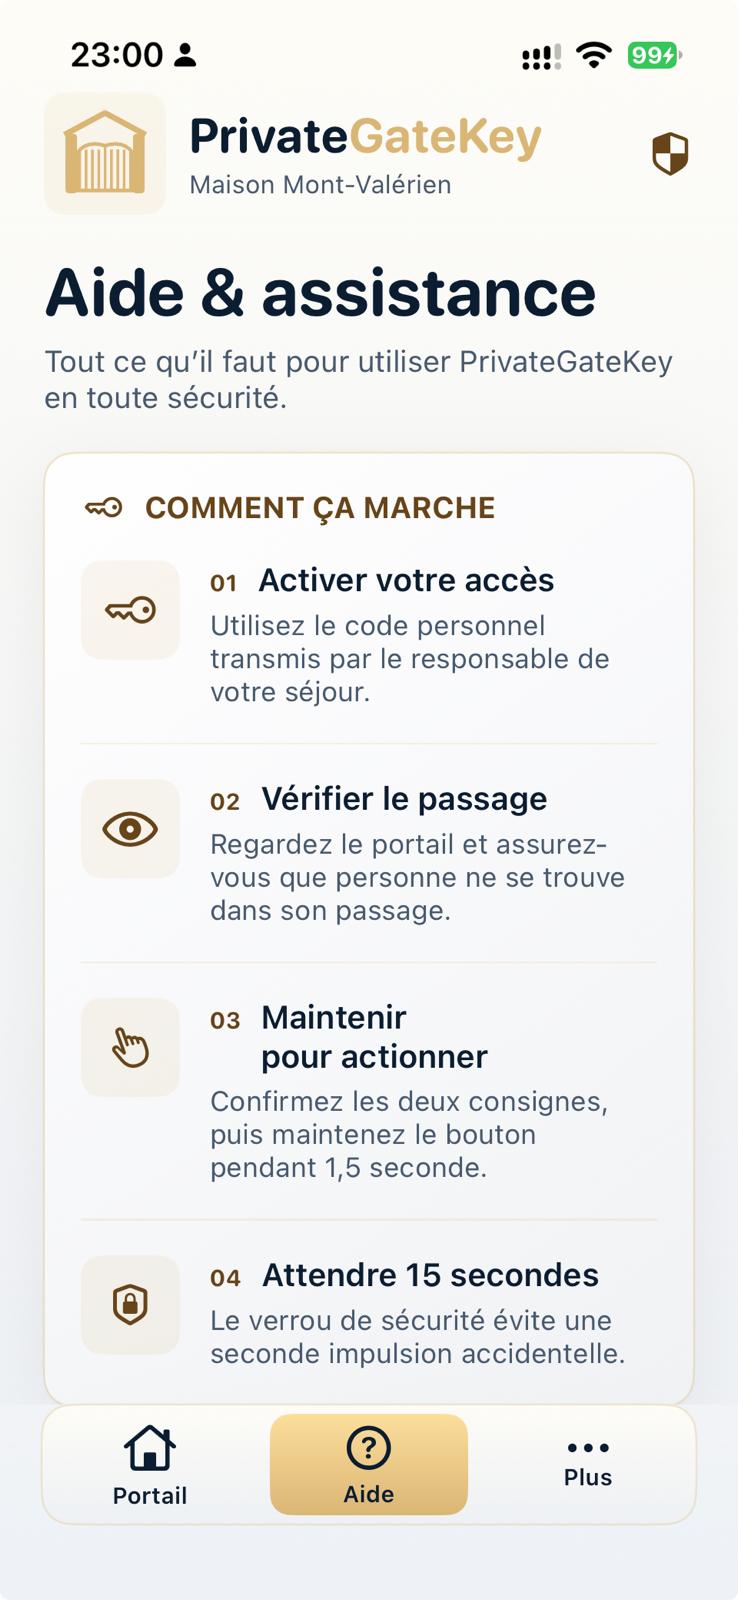 23:00
99
PrivateGateKey
Maison Mont-Valérien
Aide & assistance
Tout ce qu’il faut pour utiliser PrivateGateKey
en toute sécurité.
COMMENT ÇA MARCHE
01 Activer votre accès
Utilisez le code personnel
transmis par le responsable de
votre séjour.
02 Vérifier le passage
Regardez le portail et assurez-
vous que personne ne se trouve
dans son passage.
03 Maintenir
pour actionner
Confirmez les deux consignes,
puis maintenez le bouton
pendant 1,5 seconde.
04 Attendre 15 secondes
Le verrou de sécurité évite une
seconde impulsion accidentelle.
Portail
?
Aide
Plus